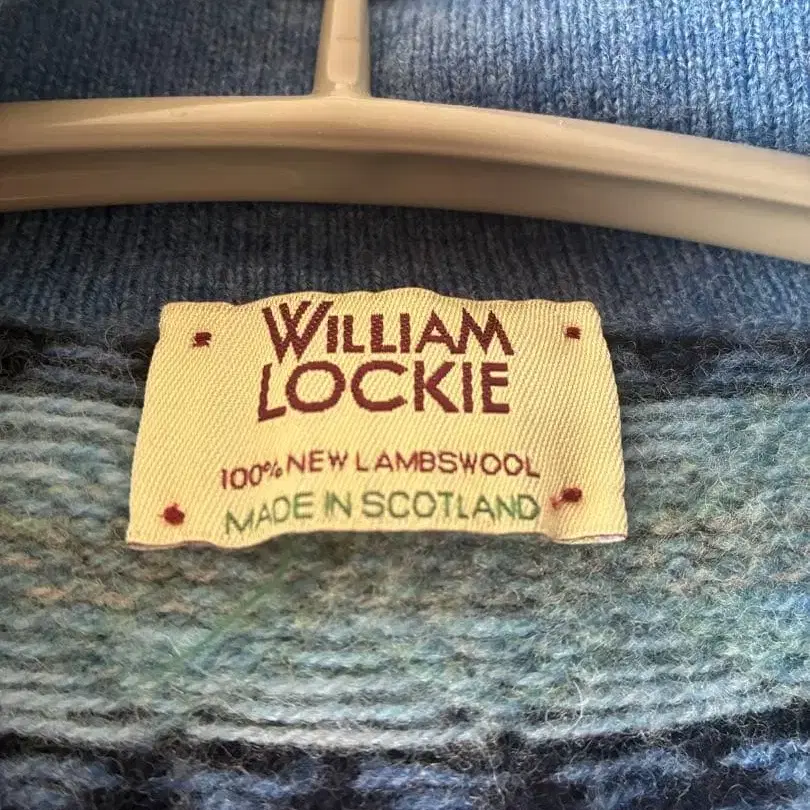 WILLIAM
LOCKIE
100% NEW LAMBSWOOL
MADE IN SCOTLAND